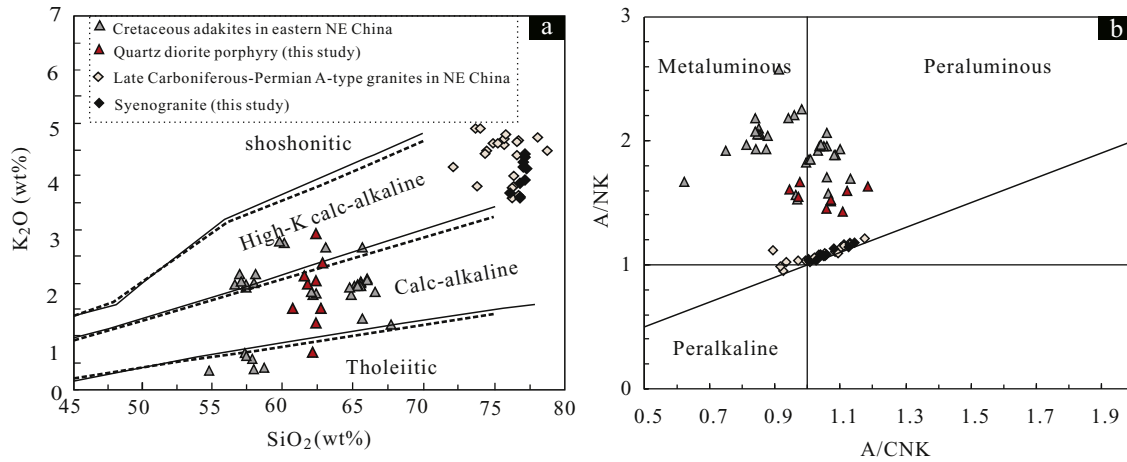 a
Cretaceous adakites in eastern NE China
Quartz diorite porphyry (this study)
Late Carboniferous-Permian A-type granites in NE China
Syenogranite (this study)
shoshonitic
High-K calc-alkaline
Calc-alkaline
Tholeiitic
7
6
5
4
3
2
1
0
K2O (wt%)
45 50 55 60 65 70 75 80
SiO2 (wt%)
b
Metaluminous Peraluminous
Peralkaline
3
2
1
0
A/NK
0.5 0.7 0.9 1.1 1.3 1.5 1.7 1.9
A/CNK